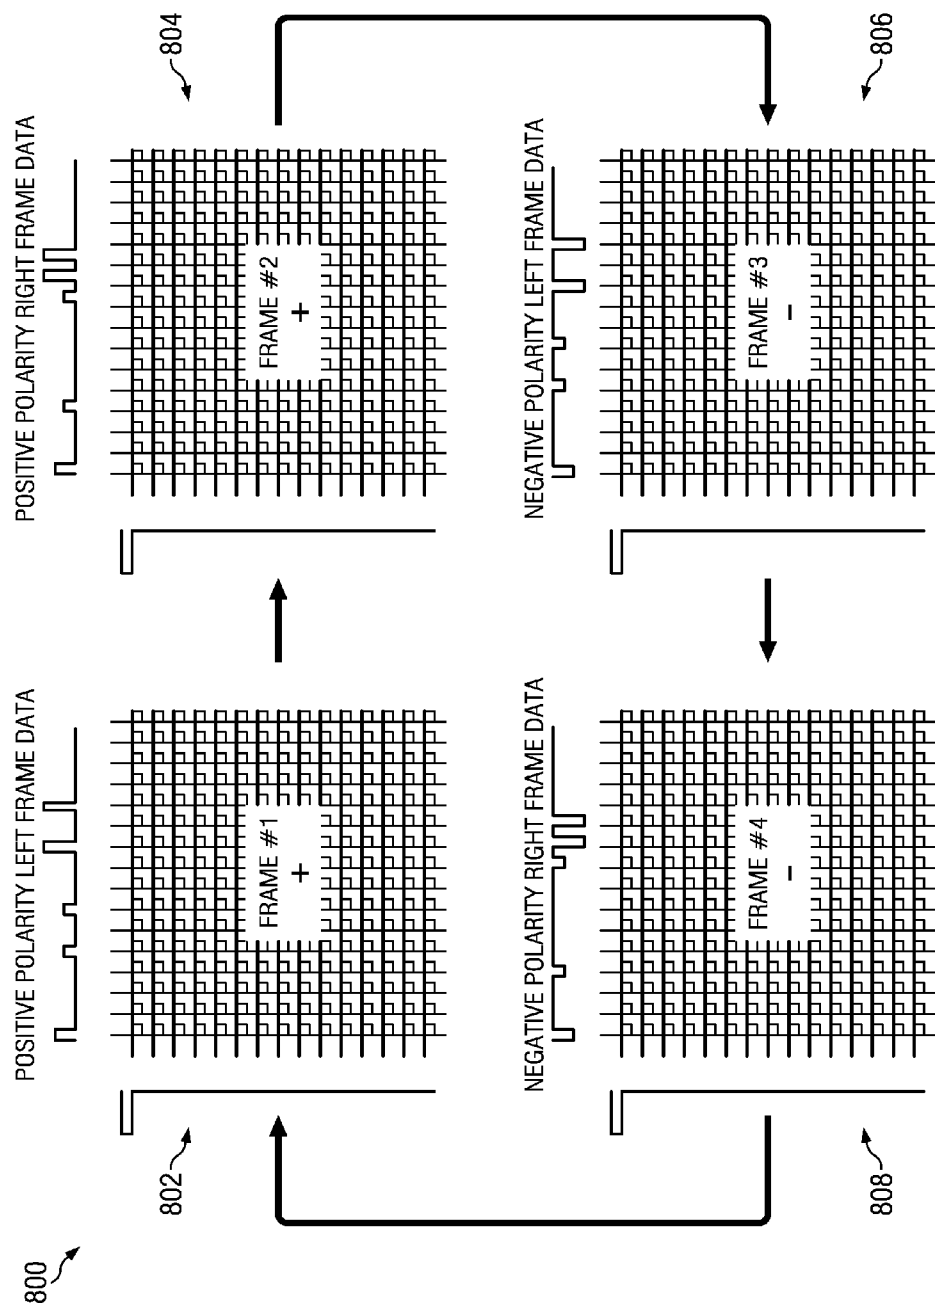 800
802
POSITIVE POLARITY LEFT FRAME DATA
FRAME #1
+
804
POSITIVE POLARITY RIGHT FRAME DATA
FRAME #2
+
808
NEGATIVE POLARITY RIGHT FRAME DATA
FRAME #4
-
806
NEGATIVE POLARITY LEFT FRAME DATA
FRAME #3
-